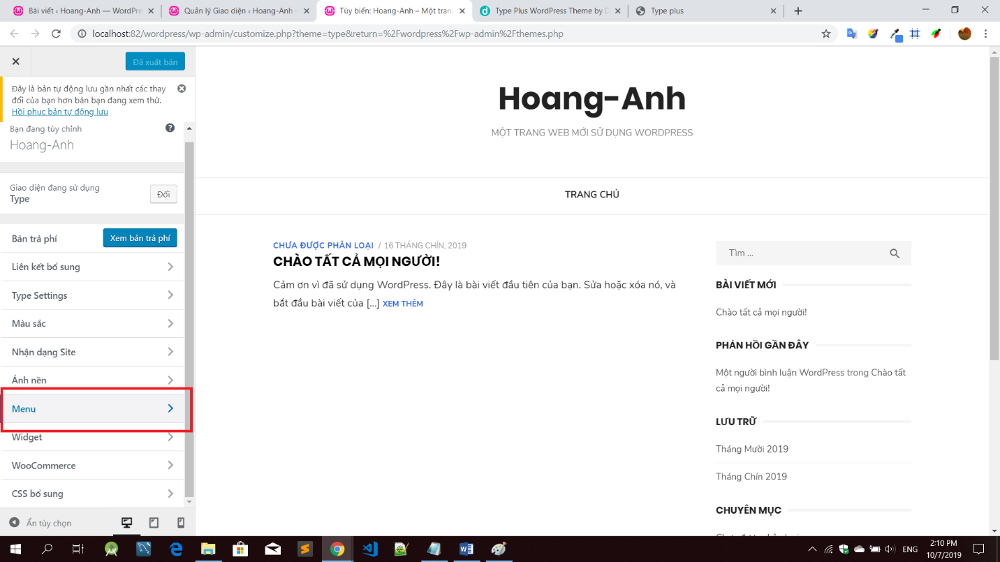 Bài viết ‹ Hoang-Anh — WordPre
Quản lý Giao diện ‹ Hoang-Anh –
Tùy biến: Hoang-Anh – Một trang
Type Plus WordPress Theme by D
Type plus
localhost:82/wordpress/wp-admin/customize.php?theme=type&return=%2Fwordpress%2Fwp-admin%2Fthemes.php
Đã xuất bản
Đây là bản tự động lưu gần nhất các thay
đổi của bạn hơn bản bạn đang xem thử.
Hồi phục bản tự động lưu
Bạn đang tùy chỉnh
Hoang-Anh
Giao diện đang sử dụng
Type
Đổi
Bản trả phí
Xem bản trả phí
Liên kết bổ sung
Type Settings
Màu sắc
Nhận dạng Site
Ảnh nền
Menu
Widget
WooCommerce
CSS bổ sung
Ẩn tùy chọn
Hoang-Anh
MỘT TRANG WEB MỚI SỬ DỤNG WORDPRESS
TRANG CHỦ
CHƯA ĐƯỢC PHÂN LOẠI / 16 THÁNG CHÍN, 2019
CHÀO TẤT CẢ MỌI NGƯỜI!
Cảm ơn vì đã sử dụng WordPress. Đây là bài viết đầu tiên của bạn. Sửa hoặc xóa nó, và
bắt đầu bài viết của […] XEM THÊM
Tìm …
BÀI VIẾT MỚI
Chào tất cả mọi người!
PHẢN HỒI GẦN ĐÂY
Một người bình luận WordPress trong Chào tất
cả mọi người!
LƯU TRỮ
Tháng Mười 2019
Tháng Chín 2019
CHUYÊN MỤC
ENG
2:10 PM
10/7/2019